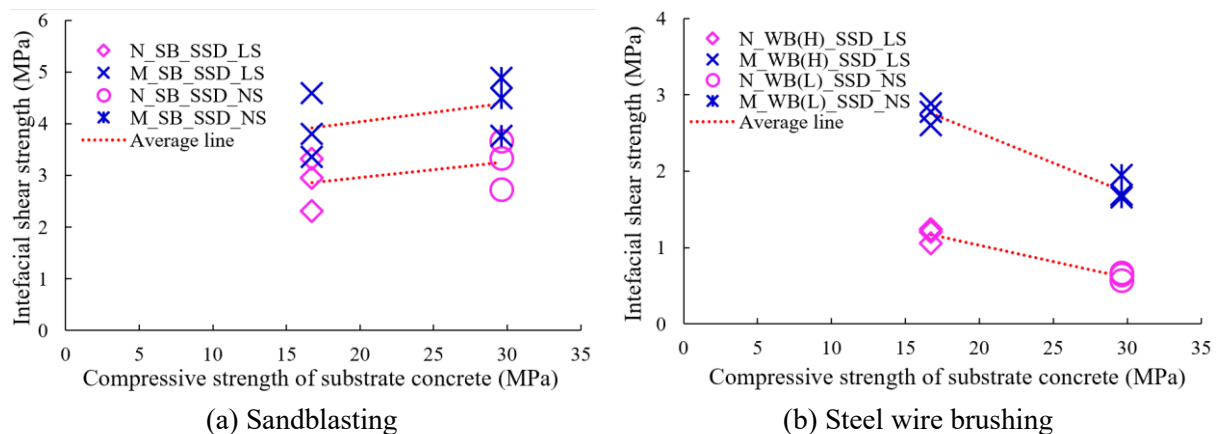 Intefacial shear strength (MPa)
6
5
4
3
2
1
0
N_SB_SSD_LS
M_SB_SSD_LS
N_SB_SSD_NS
M_SB_SSD_NS
Average line
0 5 10 15 20 25 30 35
Compressive strength of substrate concrete (MPa)
(a) Sandblasting
Intefacial shear strength (MPa)
4
3
2
1
0
N_WB(H)_SSD_LS
M_WB(H)_SSD_LS
N_WB(L)_SSD_NS
M_WB(L)_SSD_NS
Average line
0 5 10 15 20 25 30 35
Compressive strength of substrate concrete (MPa)
(b) Steel wire brushing